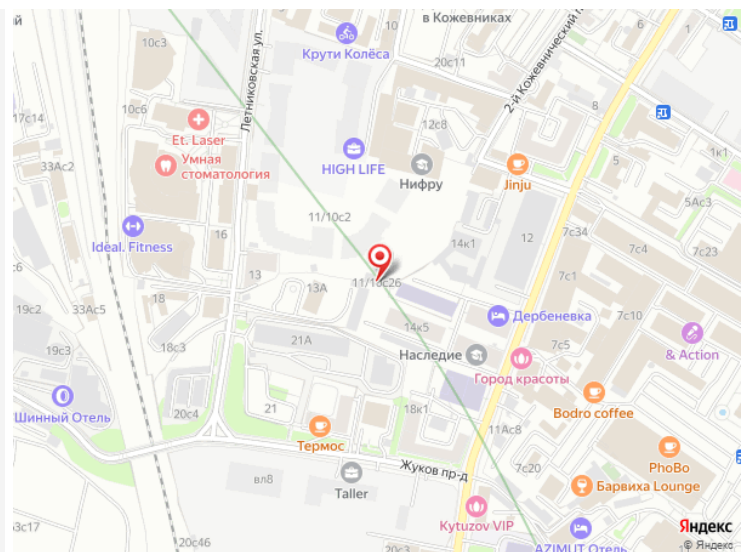 ий
10с3
в Кожевниках
Крути Колёса
20с11
2-й Кожевнический п
Летниковская ул.
8
17с14
10с6
12с8
6
33Ас2
Et. Laser
1к1
Умная
стоматология
HIGH LIFE
Нифру
Jinju
5
5Ас3
11/10с2
16
14к1
12
7с34
7с4
7с23
Ideal. Fitness
13
13А
11/10с26
7с1
33Ас5
18
19с2
7с10
14к5
Дербеневка
18с3
21А
7с5
& Action
19с3
Наследие
Город красоты
Шинный Отель
20с4
21
18к1
Bodro coffee
Термос
11Ас8
PhoBo
Жуков пр-д
7с20
вл8
Taller
Барвиха Lounge
63с17
Kytuzov VIP
Яндекс
20с46
AZIMUT Отель
© Яндекс